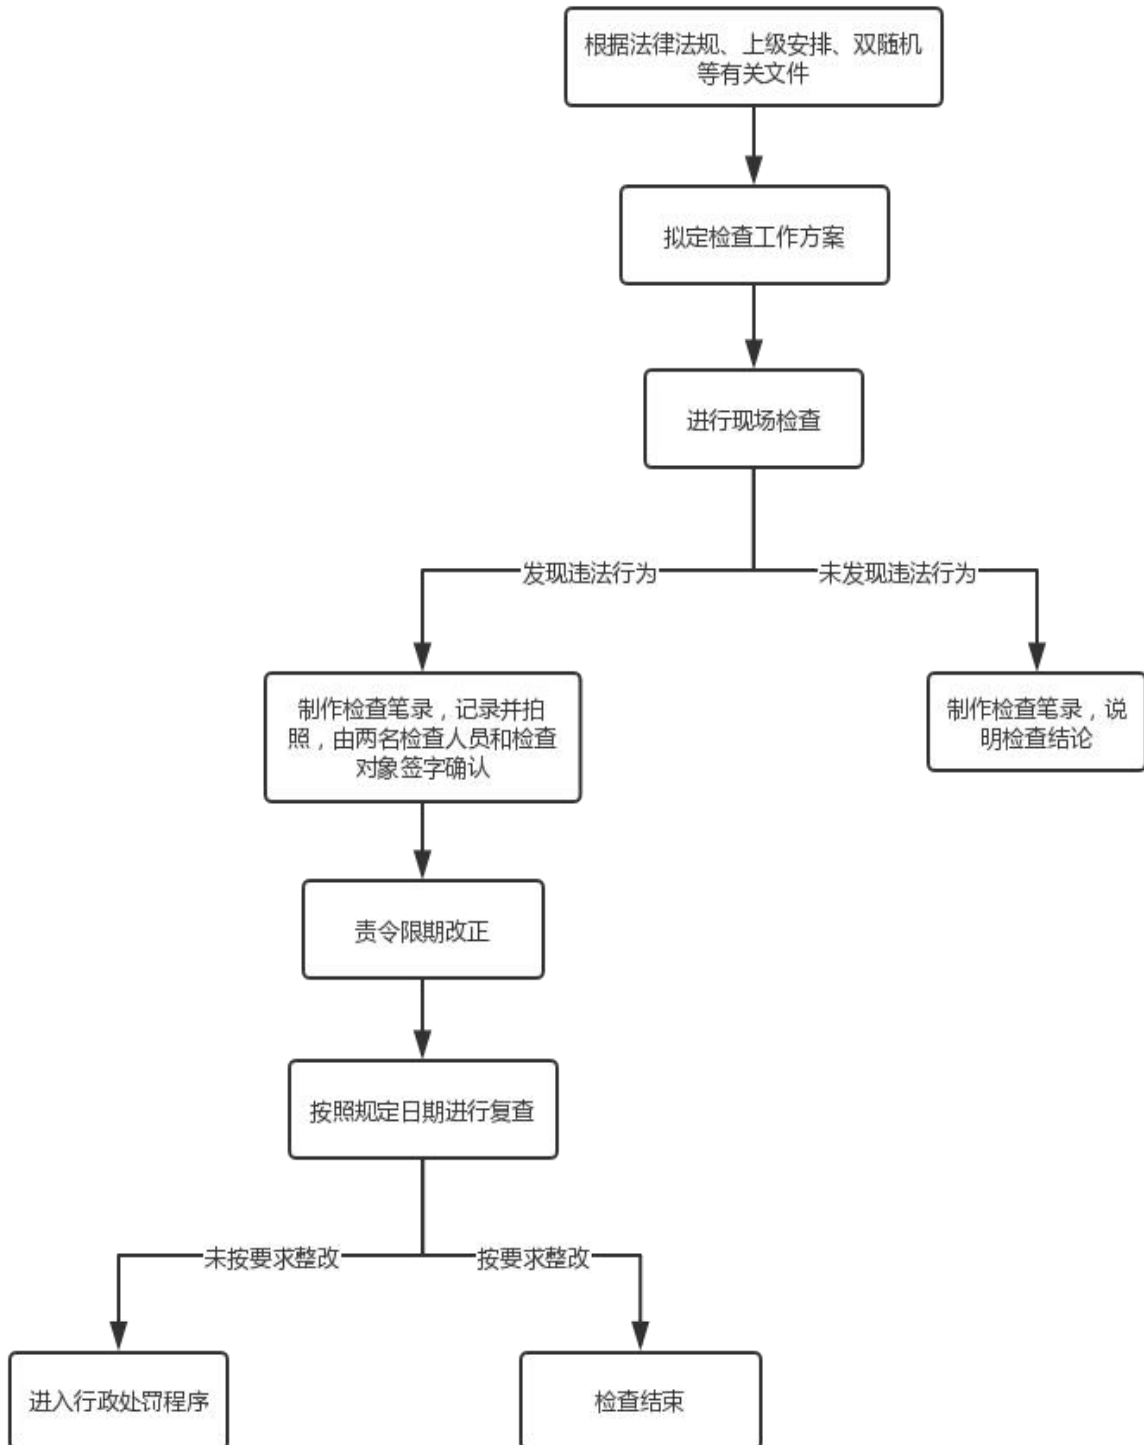 根据法律法规、上级安排、双随机
等有关文件
拟定检查工作方案
进行现场检查
发现违法行为
未发现违法行为
制作检查笔录，记录并拍
照，由两名检查人员和检查
对象签字确认
制作检查笔录，说
明检查结论
责令限期改正
按照规定日期进行复查
未按要求整改
按要求整改
进入行政处罚程序
检查结束